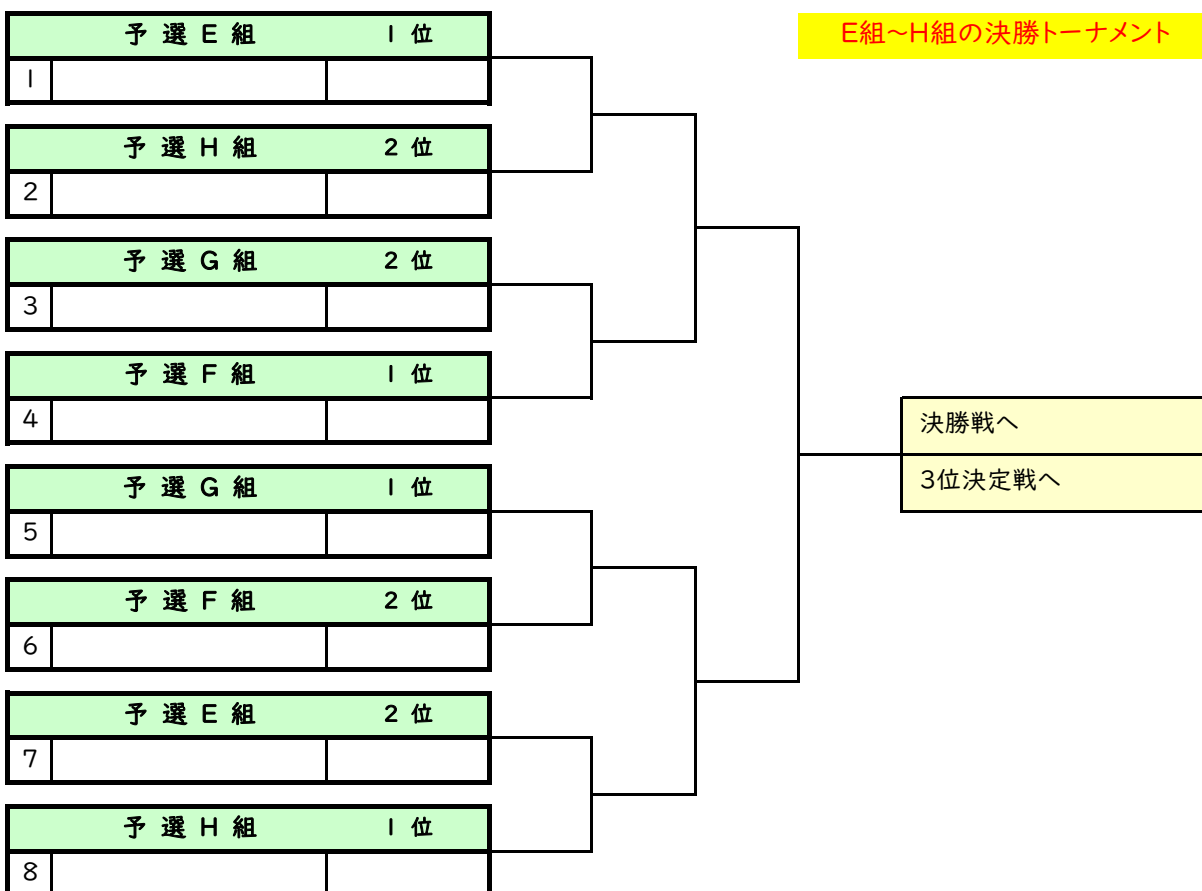 予選E組 1位
E組～H組の決勝トーナメント
1
予選H組 2位
2
予選G組 2位
3
予選F組 1位
4
決勝戦へ
3位決定戦へ
予選G組 1位
5
予選F組 2位
6
予選E組 2位
7
予選H組 1位
8